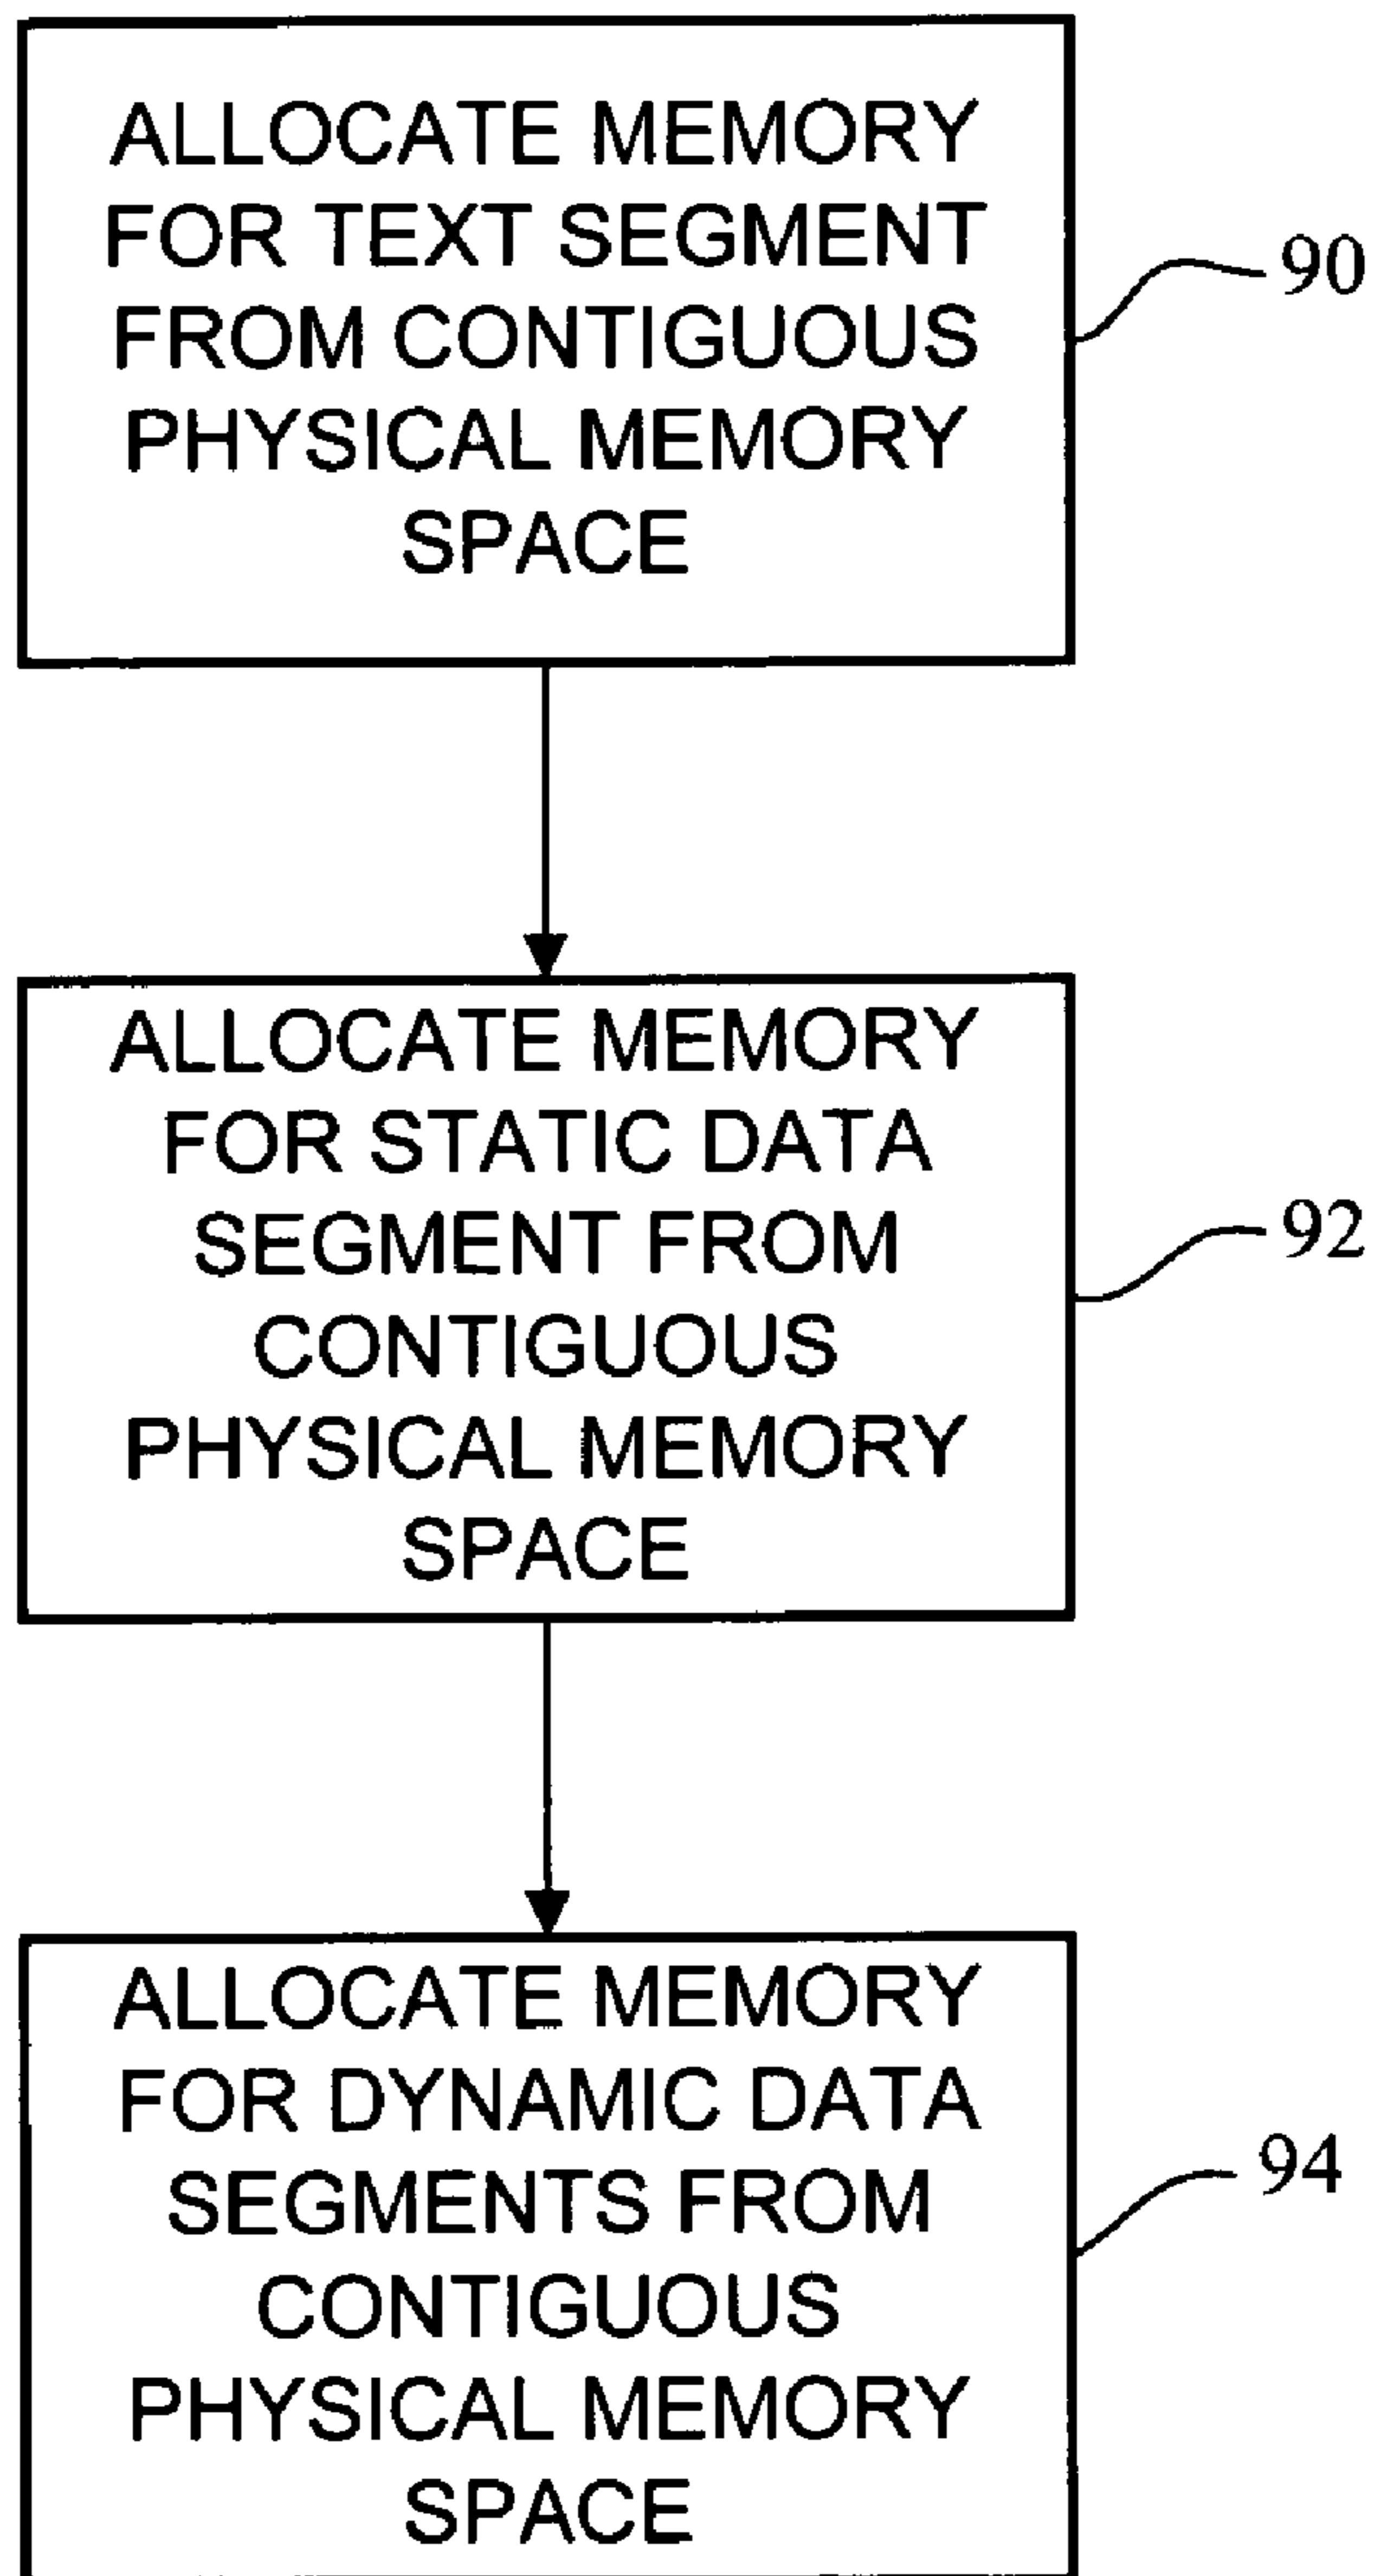 ALLOCATE MEMORY
FOR TEXT SEGMENT
FROM CONTIGUOUS
PHYSICAL MEMORY
SPACE
90
ALLOCATE MEMORY
FOR STATIC DATA
SEGMENT FROM
CONTIGUOUS
PHYSICAL MEMORY
SPACE
92
ALLOCATE MEMORY
FOR DYNAMIC DATA
SEGMENTS FROM
CONTIGUOUS
PHYSICAL MEMORY
SPACE
94